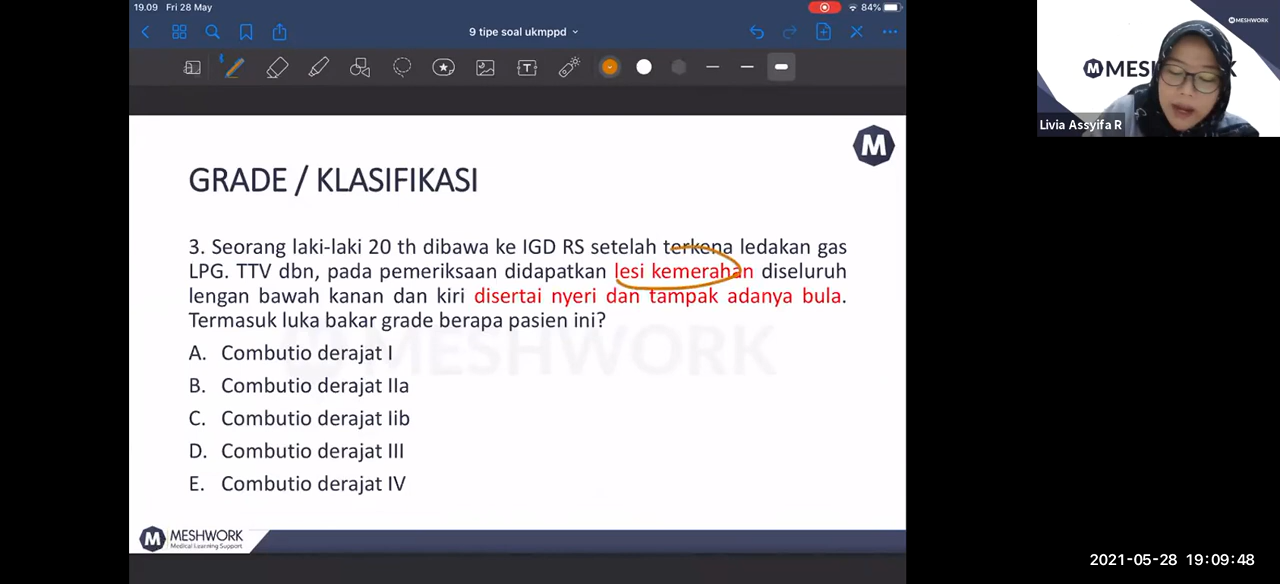 19.09 Fri 28 May
84%
9 tipe soal ukmppd
MESHWORK
MES K
Livia Assyifa R
M
GRADE / KLASIFIKASI
3. Seorang laki-laki 20 th dibawa ke IGD RS setelah terkena ledakan gas
LPG. TTV dbn, pada pemeriksaan didapatkan lesi kemerahan diseluruh
lengan bawah kanan dan kiri disertai nyeri dan tampak adanya bula.
Termasuk luka bakar grade berapa pasien ini?
A. Combutio derajat I
B. Combutio derajat IIa
C. Combutio derajat Iib
D. Combutio derajat III
E. Combutio derajat IV
MESHWORK
M MESHWORK
Medical Learning Support
2021-05-28 19:09:48